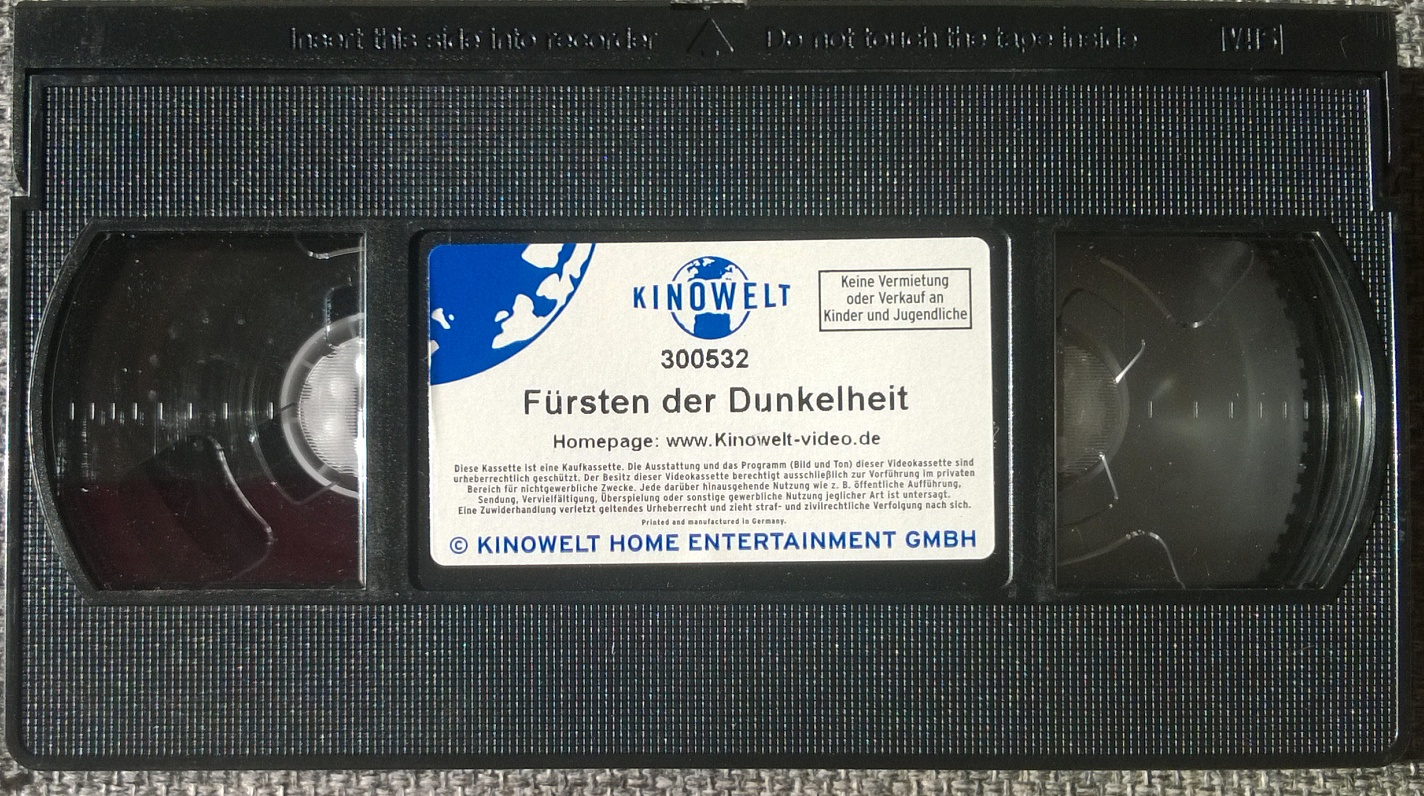 Insert this side into recorder
Do not touch the tape inside
VHS
KINOWELT
Keine Vermietung
oder Verkauf an
Kinder und Jugendliche
300532
Fürsten der Dunkelheit
Homepage: www.Kinowelt-video.de
Diese Kassette ist eine Kaufkassette. Die Ausstattung und das Programm (Bild und Ton) dieser Videokassette sind
urheberrechtlich geschützt. Der Besitz dieser Videokassette berechtigt ausschließlich zur Vorführung im privaten
Bereich für nichtgewerbliche Zwecke. Jede darüber hinausgehende Nutzung wie z. B. öffentliche Aufführung,
Sendung, Vervielfältigung, Überspielung oder sonstige gewerbliche Nutzung jeglicher Art ist untersagt.
Eine Zuwiderhandlung verletzt geltendes Urheberrecht und zieht straf- und zivilrechtliche Verfolgung nach sich.
Printed and manufactured in Germany.
© KINOWELT HOME ENTERTAINMENT GMBH